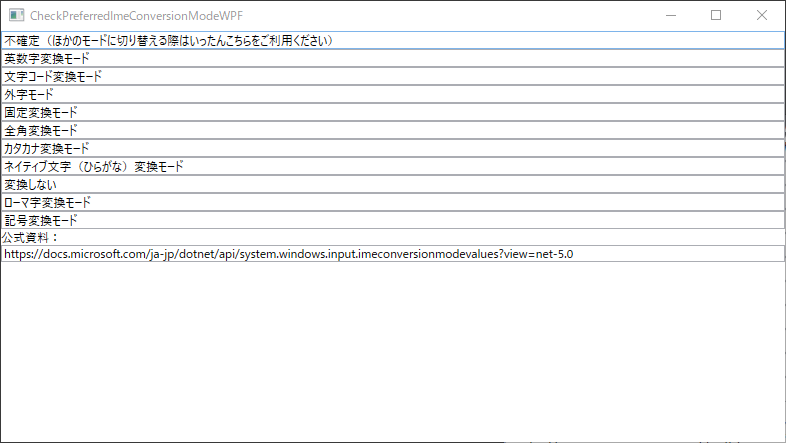 CheckPreferredImeConversionModeWPF
不確定（ほかのモードに切り替える際はいったんこちらをご利用ください）
英数字変換モード
文字コード変換モード
外字モード
固定変換モード
全角変換モード
カタカナ変換モード
ネイティブ文字（ひらがな）変換モード
変換しない
ローマ字変換モード
記号変換モード
公式資料：
https://docs.microsoft.com/ja-jp/dotnet/api/system.windows.input.imeconversionmodevalues?view=net-5.0